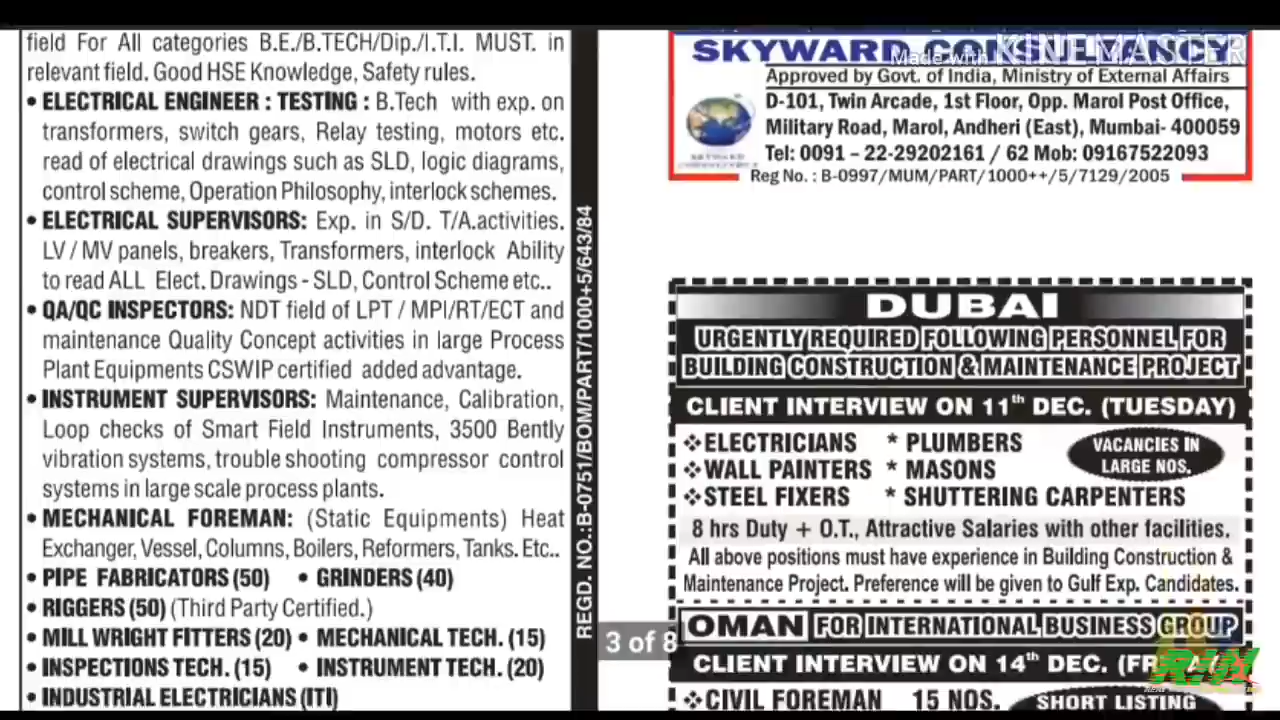 field For All categories B.E./B.TECH/Dip./I.T.I. MUST. in
relevant field. Good HSE Knowledge, Safety rules.
• ELECTRICAL ENGINEER : TESTING : B.Tech with exp. on
transformers, switch gears, Relay testing, motors etc.
read of electrical drawings such as SLD, logic diagrams,
control scheme, Operation Philosophy, interlock schemes.
• ELECTRICAL SUPERVISORS: Exp. in S/D. T/A.activities.
LV / MV panels, breakers, Transformers, interlock Ability
to read ALL Elect. Drawings - SLD, Control Scheme etc..
• QA/QC INSPECTORS: NDT field of LPT / MPI/RT/ECT and
maintenance Quality Concept activities in large Process
Plant Equipments CSWIP certified added advantage.
• INSTRUMENT SUPERVISORS: Maintenance, Calibration,
Loop checks of Smart Field Instruments, 3500 Bently
vibration systems, trouble shooting compressor control
systems in large scale process plants.
• MECHANICAL FOREMAN: (Static Equipments) Heat
Exchanger, Vessel, Columns, Boilers, Reformers, Tanks. Etc..
• PIPE FABRICATORS (50) • GRINDERS (40)
• RIGGERS (50) (Third Party Certified.)
• MILL WRIGHT FITTERS (20) • MECHANICAL TECH. (15)
• INSPECTIONS TECH. (15) • INSTRUMENT TECH. (20)
• INDUSTRIAL ELECTRICIANS (ITI)
REGD. NO.:B-0751/BOM/PART/1000+5/643/84
3 of 8
SKYWARD CONSULTANCY
Made with KINEMASTER
Approved by Govt. of India, Ministry of External Affairs
D-101, Twin Arcade, 1st Floor, Opp. Marol Post Office,
Military Road, Marol, Andheri (East), Mumbai- 400059
Tel: 0091 – 22-29202161 / 62 Mob: 09167522093
Reg No. : B-0997/MUM/PART/1000++/5/7129/2005
DUBAI
URGENTLY REQUIRED FOLLOWING PERSONNEL FOR
BUILDING CONSTRUCTION & MAINTENANCE PROJECT
CLIENT INTERVIEW ON 11th DEC. (TUESDAY)
❖ELECTRICIANS * PLUMBERS
❖WALL PAINTERS * MASONS
❖STEEL FIXERS * SHUTTERING CARPENTERS
VACANCIES IN
LARGE NOS.
8 hrs Duty + O.T., Attractive Salaries with other facilities.
All above positions must have experience in Building Construction &
Maintenance Project. Preference will be given to Gulf Exp. Candidates.
OMAN FOR INTERNATIONAL BUSINESS GROUP
CLIENT INTERVIEW ON 14th DEC. (FRIDAY)
❖CIVIL FOREMAN 15 NOS.
SHORT LISTING